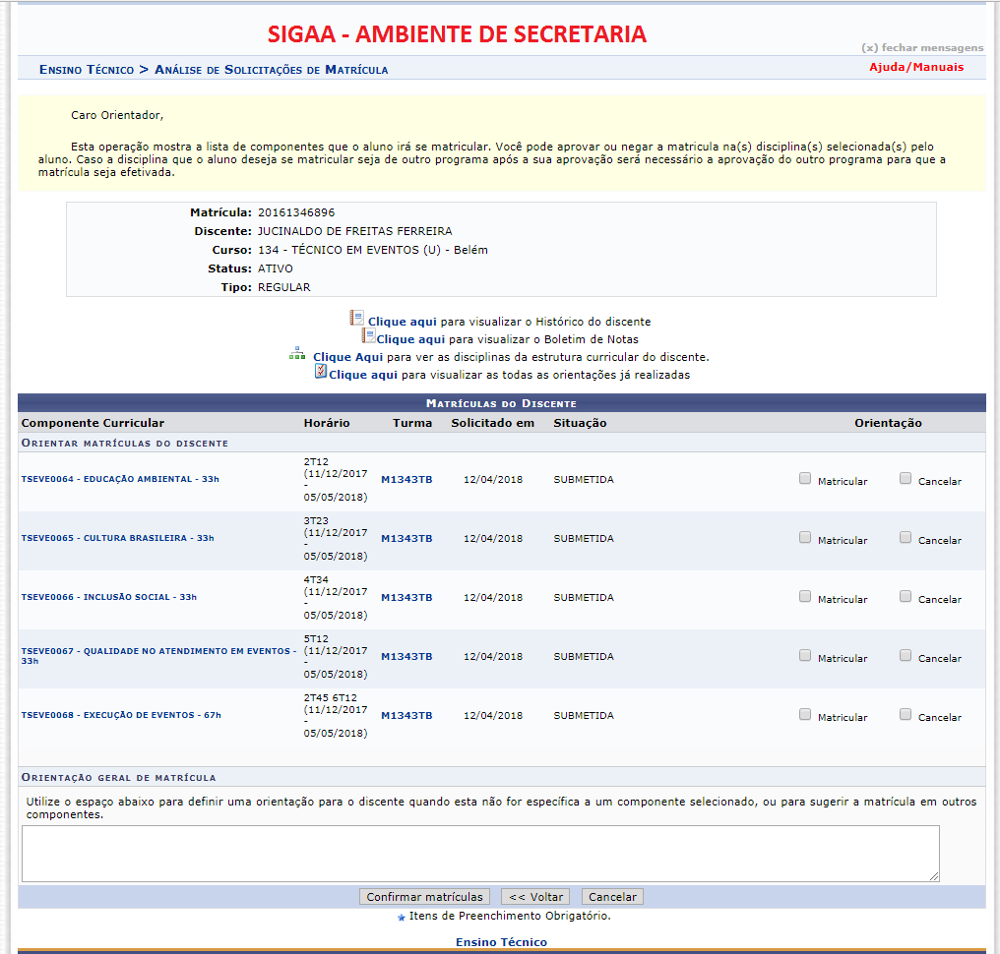 SIGAA - AMBIENTE DE SECRETARIA
(x) fechar mensagens
Ensino Técnico > Análise de Solicitações de Matrícula
Ajuda/Manuais
Caro Orientador,
Esta operação mostra a lista de componentes que o aluno irá se matricular. Você pode aprovar ou negar a matricula na(s) disciplina(s) selecionada(s) pelo
aluno. Caso a disciplina que o aluno deseja se matricular seja de outro programa após a sua aprovação será necessário a aprovação do outro programa para que a
matrícula seja efetivada.
Matrícula: 20161346896
Discente: JUCINALDO DE FREITAS FERREIRA
Curso: 134 - TÉCNICO EM EVENTOS (U) - Belém
Status: ATIVO
Tipo: REGULAR
Clique aqui para visualizar o Histórico do discente
Clique aqui para visualizar o Boletim de Notas
Clique Aqui para ver as disciplinas da estrutura curricular do discente.
Clique aqui para visualizar as todas as orientações já realizadas
Matrículas do Discente
Componente Curricular Horário Turma Solicitado em Situação Orientação
Orientar matrículas do discente
2T12
(11/12/2017
-
05/05/2018)
TSEVE0064 - EDUCAÇÃO AMBIENTAL - 33h M1343TB 12/04/2018 SUBMETIDA Matricular Cancelar
3T23
(11/12/2017
-
05/05/2018)
TSEVE0065 - CULTURA BRASILEIRA - 33h M1343TB 12/04/2018 SUBMETIDA Matricular Cancelar
4T34
(11/12/2017
-
05/05/2018)
TSEVE0066 - INCLUSÃO SOCIAL - 33h M1343TB 12/04/2018 SUBMETIDA Matricular Cancelar
5T12
(11/12/2017
-
05/05/2018)
TSEVE0067 - QUALIDADE NO ATENDIMENTO EM EVENTOS -
33h M1343TB 12/04/2018 SUBMETIDA Matricular Cancelar
2T45 6T12
(11/12/2017
-
05/05/2018)
TSEVE0068 - EXECUÇÃO DE EVENTOS - 67h M1343TB 12/04/2018 SUBMETIDA Matricular Cancelar
Orientação geral de matrícula
Utilize o espaço abaixo para definir uma orientação para o discente quando esta não for específica a um componente selecionado, ou para sugerir a matrícula em outros
componentes.
Confirmar matrículas << Voltar Cancelar
Itens de Preenchimento Obrigatório.
Ensino Técnico